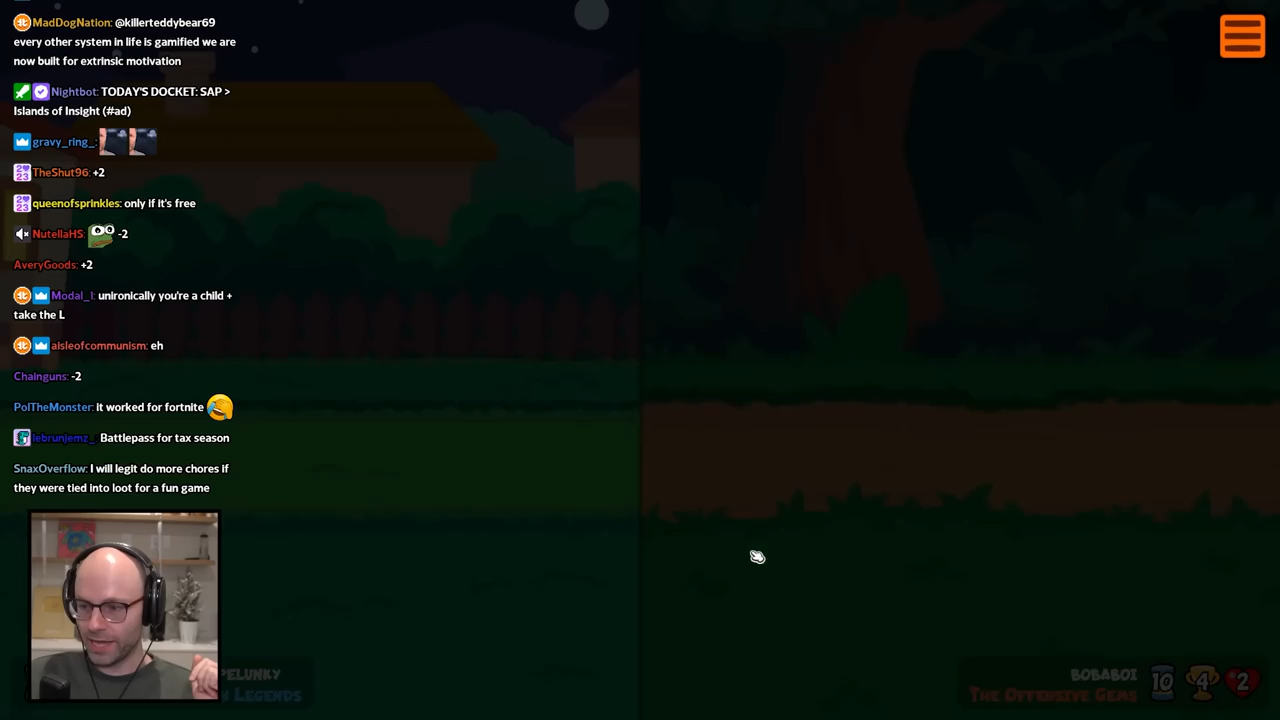 MadDogNation: @killerteddybear69
every other system in life is gamified we are
now built for extrinsic motivation
Nightbot: TODAY'S DOCKET: SAP >
Islands of Insight (#ad)
gravy_ring_:
TheShut96: +2
queenofsprinkles: only if it's free
NutellaHS: -2
AveryGoods: +2
Modal_1: unironically you're a child +
take the L
aisleofcommunism: eh
Chainguns: -2
PolTheMonster: It worked for fortnite
lebrunjemz_: Battlepass for tax season
SnaxOverflow: I will legit do more chores if
they were tied into loot for a fun game
Legends
BOBABOI
The Offensive Gems
10 4 2